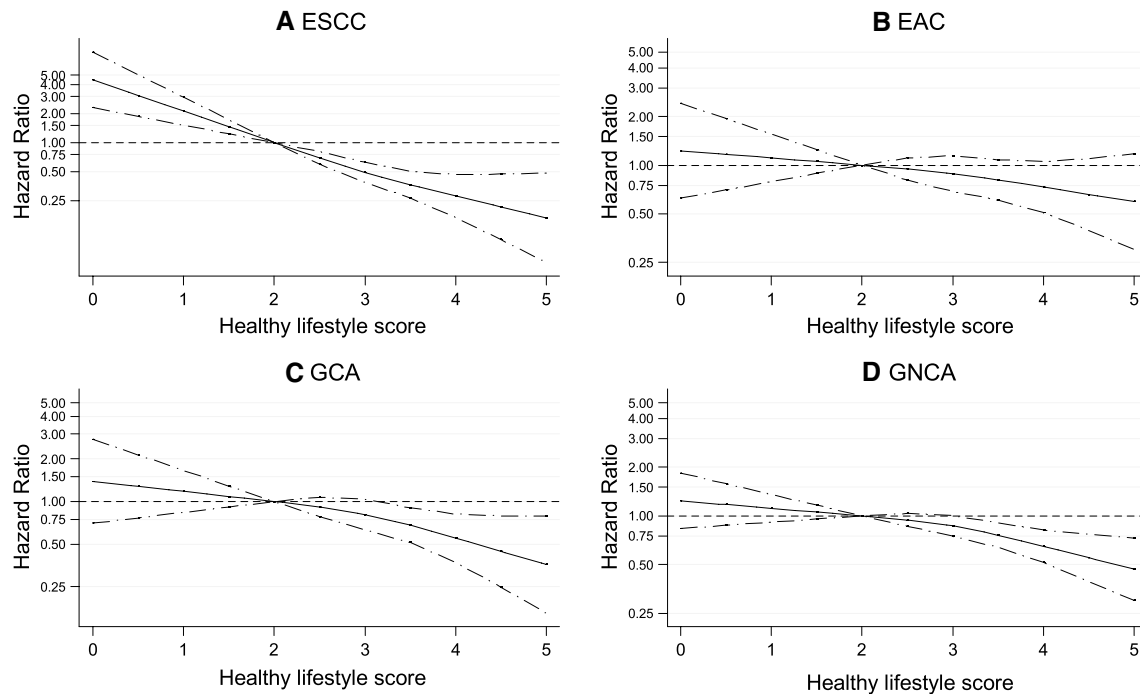 A ESCC
Hazard Ratio
5.00
4.00
3.00
2.00
1.50
1.00
0.75
0.50
0.25
0 1 2 3 4 5
Healthy lifestyle score
B EAC
Hazard Ratio
5.00
4.00
3.00
2.00
1.50
1.00
0.75
0.50
0.25
0 1 2 3 4 5
Healthy lifestyle score
C GCA
Hazard Ratio
5.00
4.00
3.00
2.00
1.50
1.00
0.75
0.50
0.25
0 1 2 3 4 5
Healthy lifestyle score
D GNCA
Hazard Ratio
5.00
4.00
3.00
2.00
1.50
1.00
0.75
0.50
0.25
0 1 2 3 4 5
Healthy lifestyle score